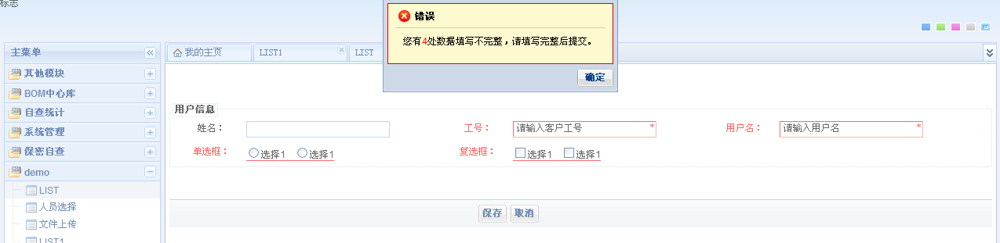 标志
错误
您有4处数据填写不完整，请填写完整后提交。
确定
主菜单
我的主页 LIST1 LIST
其他模块
BOM中心库
自查统计
系统管理
保密自查
demo
LIST
人员选择
文件上传
LIST1
用户信息
姓名： 工号： 请输入客户工号 * 用户名： 请输入用户名 *
单选框： 选择1 选择1 复选框： 选择1 选择1
保存 取消